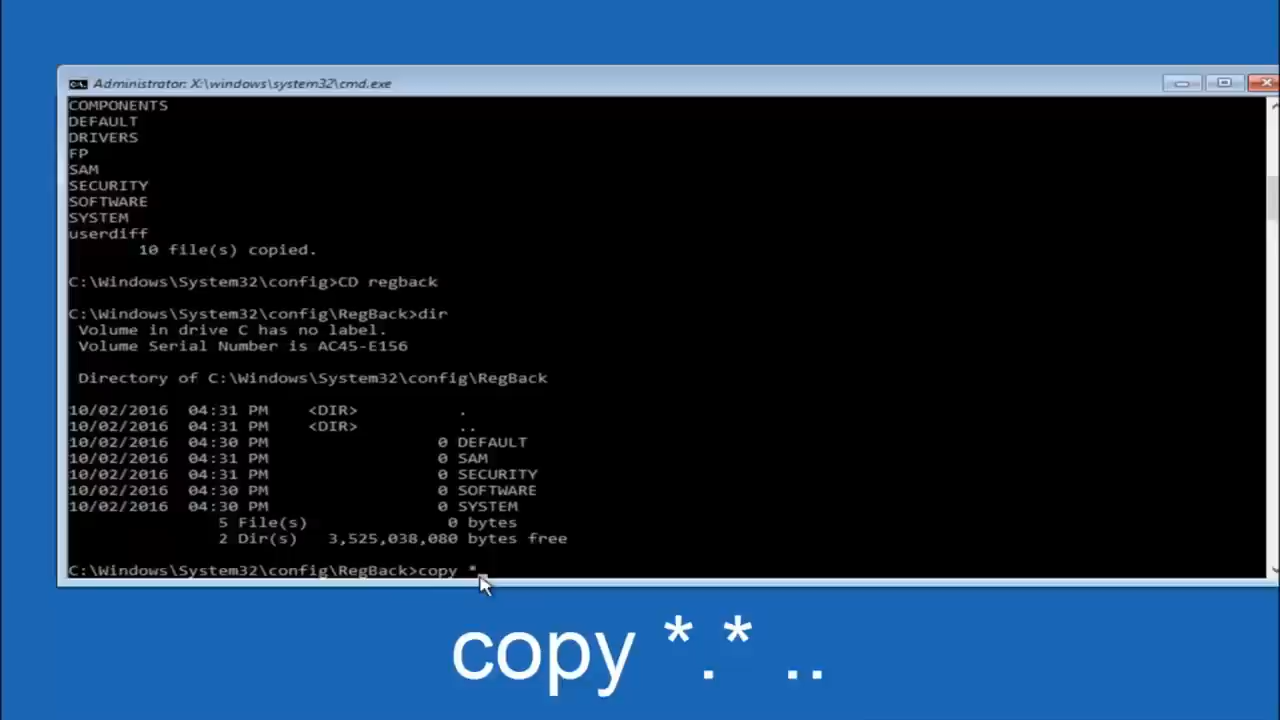 Administrator: X:\windows\system32\cmd.exe
COMPONENTS
DEFAULT
DRIVERS
FP
SAM
SECURITY
SOFTWARE
SYSTEM
userdiff
10 file(s) copied.
C:\Windows\System32\config>CD regback
C:\Windows\System32\config\RegBack>dir
Volume in drive C has no label.
Volume Serial Number is AC45-E156
Directory of C:\Windows\System32\config\RegBack
10/02/2016 04:31 PM <DIR> .
10/02/2016 04:31 PM <DIR> ..
10/02/2016 04:30 PM 0 DEFAULT
10/02/2016 04:31 PM 0 SAM
10/02/2016 04:31 PM 0 SECURITY
10/02/2016 04:30 PM 0 SOFTWARE
10/02/2016 04:30 PM 0 SYSTEM
5 File(s) 0 bytes
2 Dir(s) 3,525,038,080 bytes free
C:\Windows\System32\config\RegBack>copy *
copy *.* ..